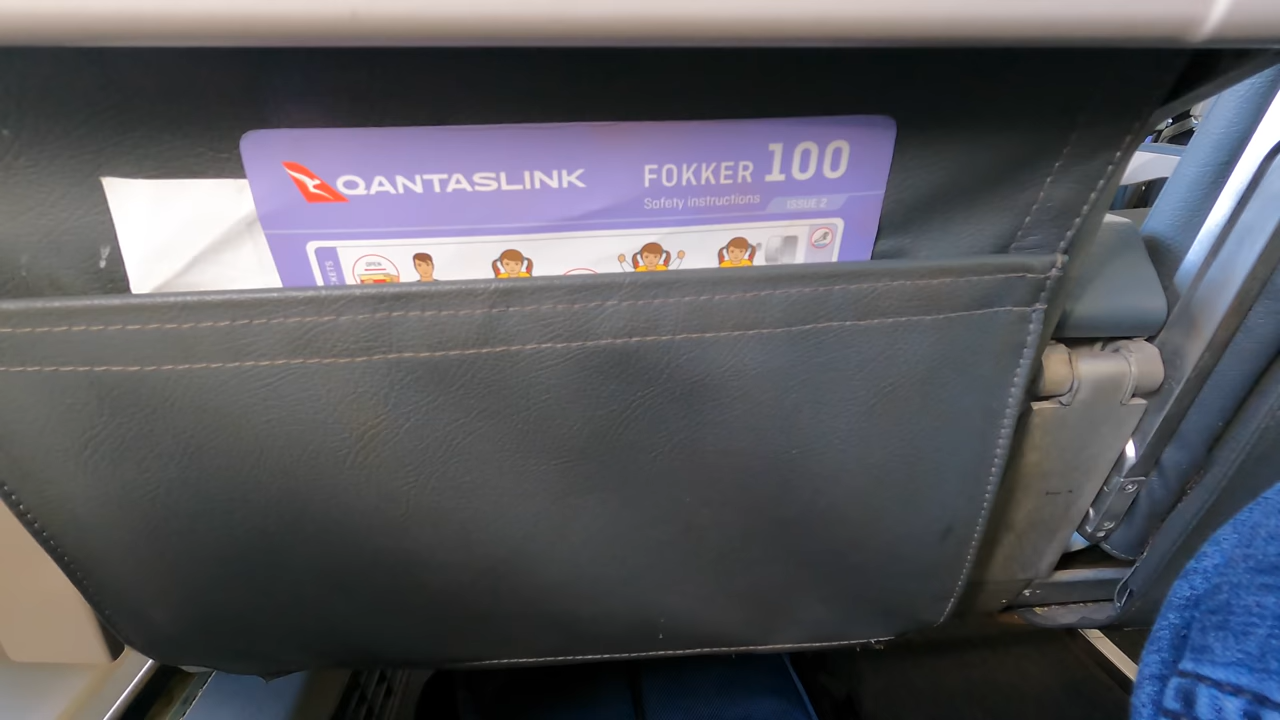 QANTASLINK
FOKKER 100
Safety instructions
ISSUE 2
OPEN